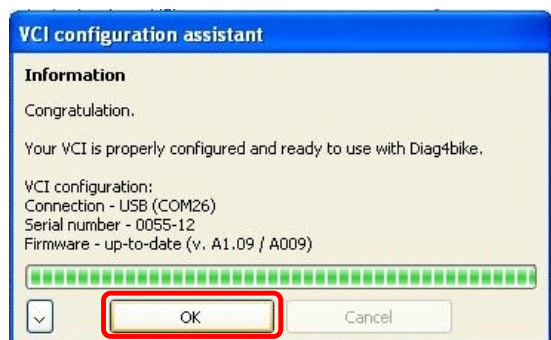 VCI configuration assistant
Information
Congratulation.
Your VCI is properly configured and ready to use with Diag4bike.
VCI configuration:
Connection - USB (COM26)
Serial number - 0055-12
Firmware - up-to-date (v. A1.09 / A009)
OK
Cancel